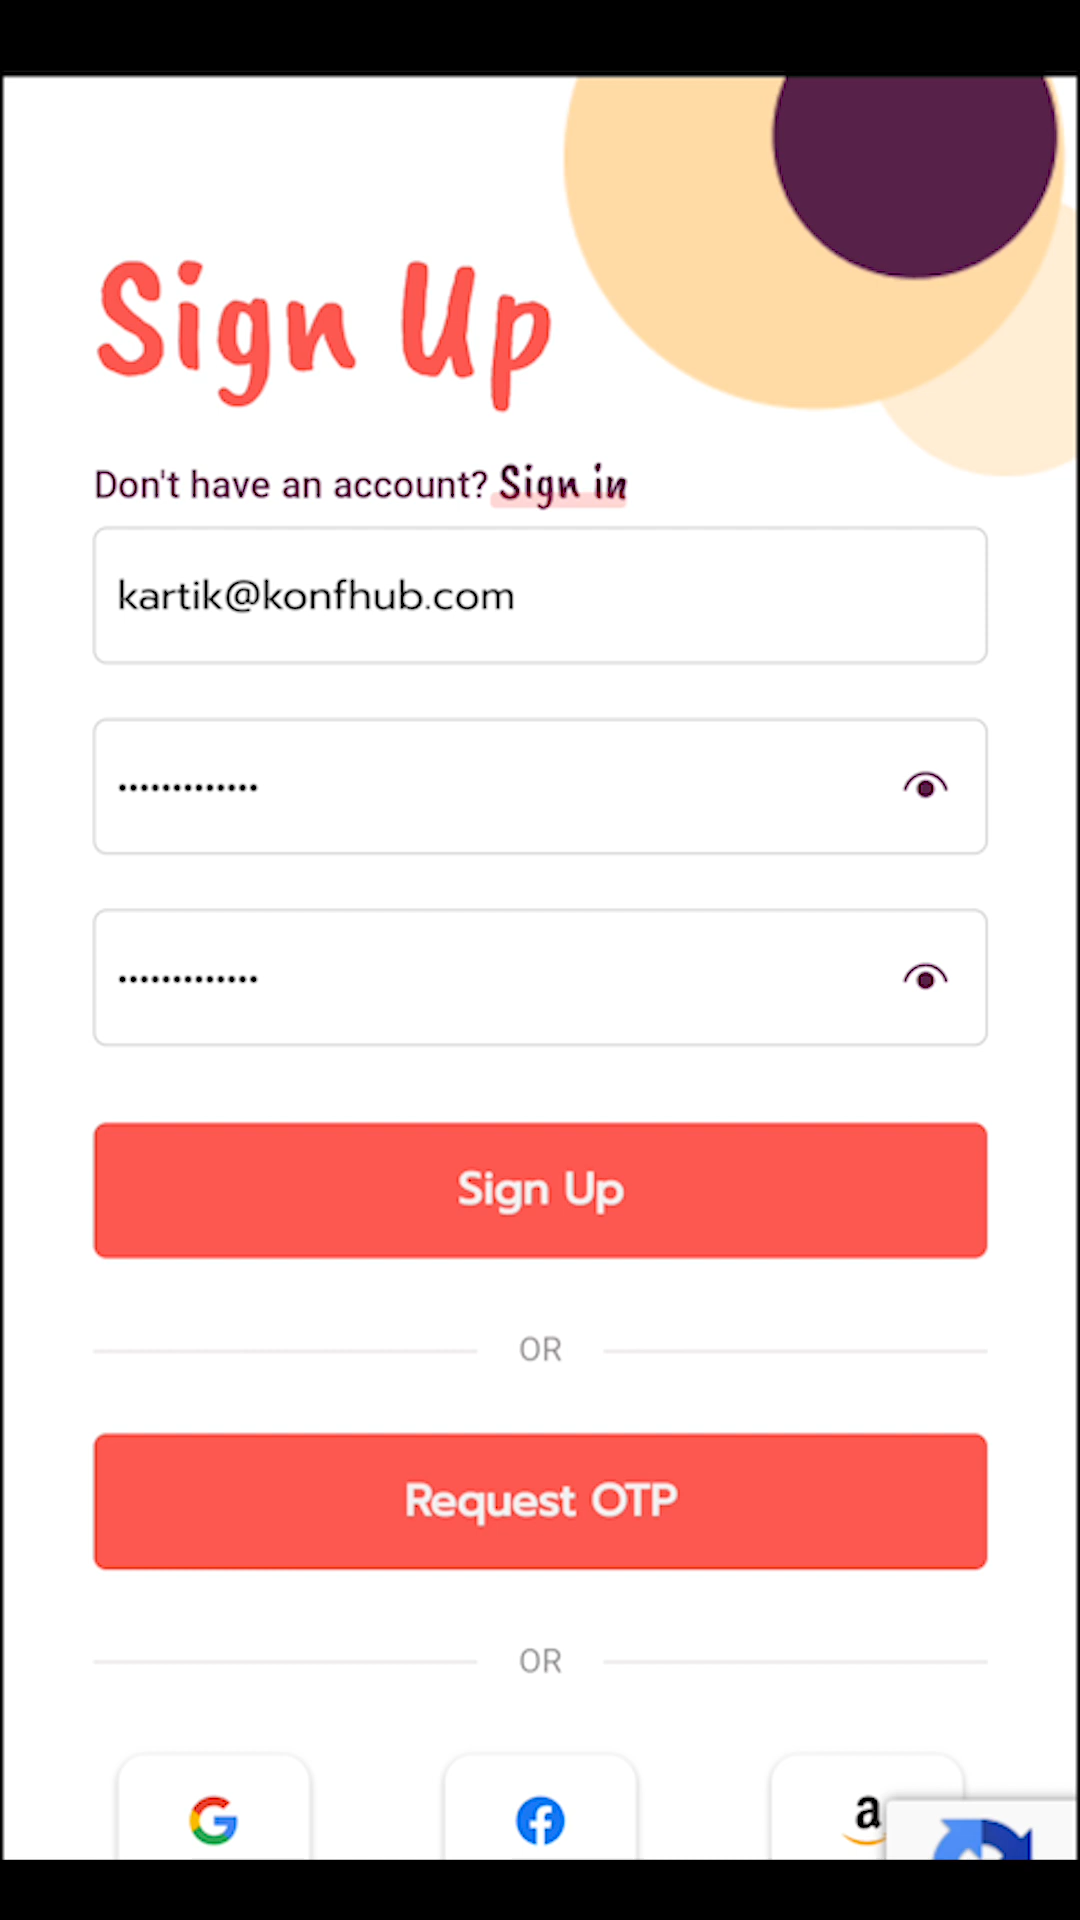 Sign Up
Don't have an account? Sign in
kartik@konfhub.com
•••••••••••••
•••••••••••••
Sign Up
OR
Request OTP
OR